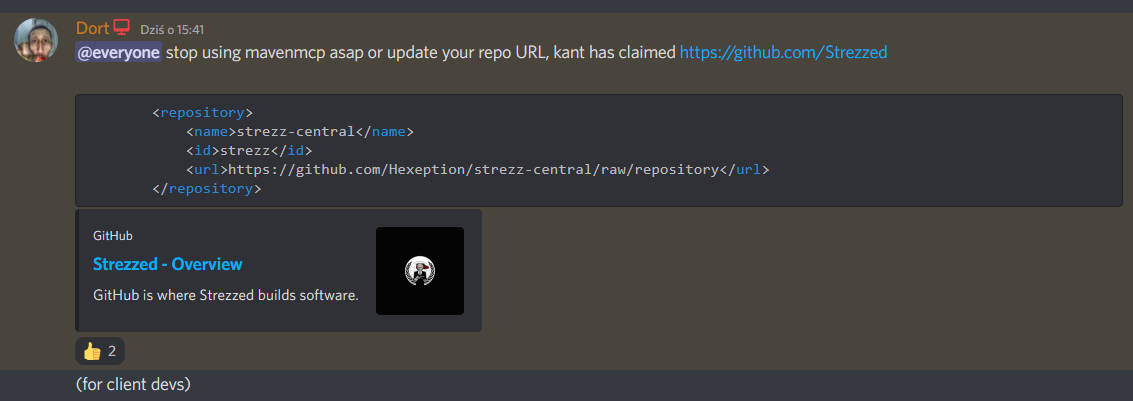 Dort Dziś o 15:41
@everyone stop using mavenmcp asap or update your repo URL, kant has claimed https://github.com/Strezzed
<repository>
<name>strezz-central</name>
<id>strezz</id>
<url>https://github.com/Hexeption/strezz-central/raw/repository</url>
</repository>
GitHub
Strezzed - Overview
GitHub is where Strezzed builds software.
2
(for client devs)